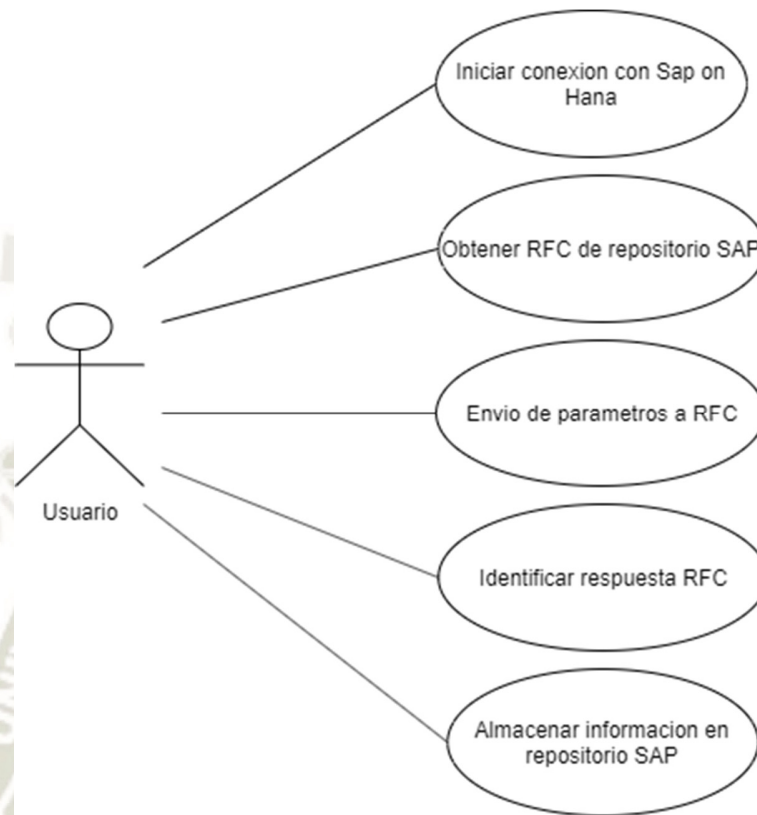 Iniciar conexion con Sap on
Hana
Obtener RFC de repositorio SAP
Envio de parametros a RFC
Usuario
Identificar respuesta RFC
Almacenar informacion en
repositorio SAP